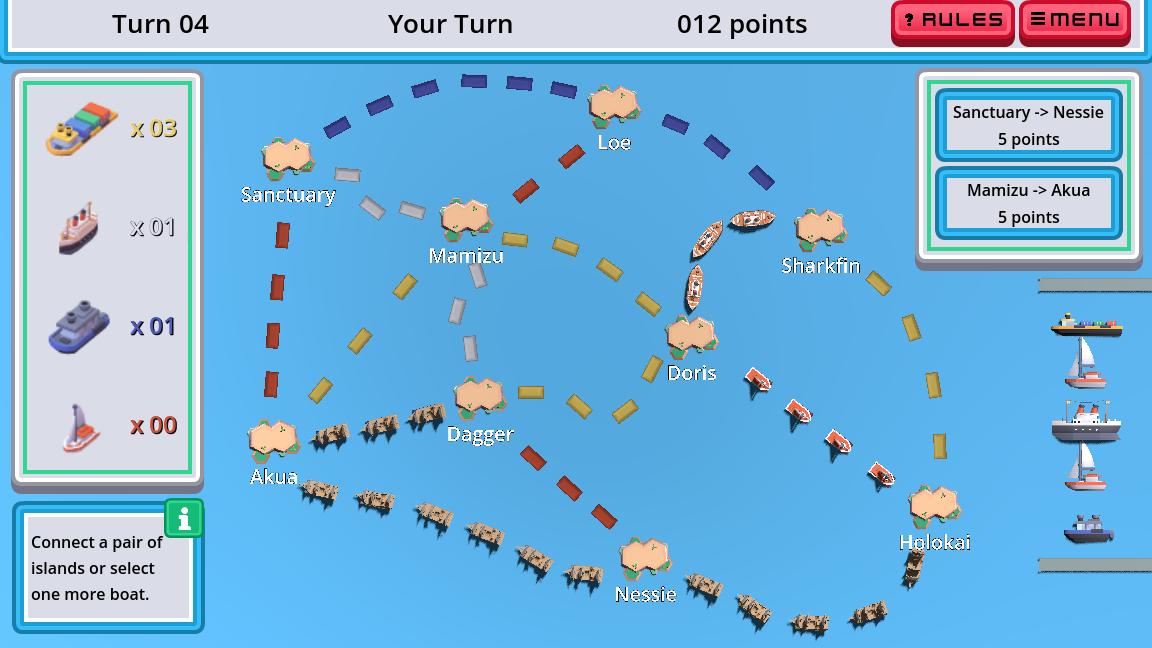 Turn 04
Your Turn
012 points
? RULES
MENU
x 03
x 01
x 01
x 00
Sanctuary -> Nessie
5 points
Mamizu -> Akua
5 points
Loe
Sanctuary
Mamizu
Sharkfin
Doris
Dagger
Akua
Holokai
Nessie
i
Connect a pair of
islands or select
one more boat.